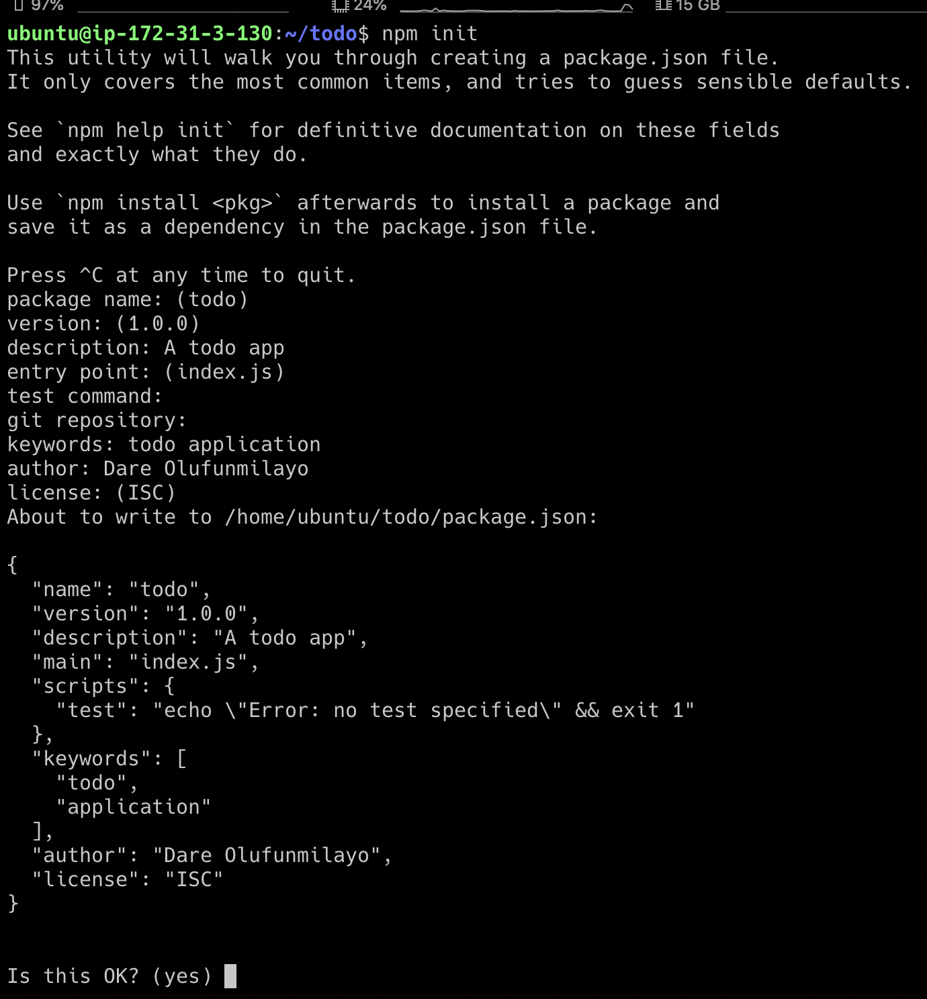 97% 24% 15 GB
ubuntu@ip-172-31-3-130:~/todo$ npm init
This utility will walk you through creating a package.json file.
It only covers the most common items, and tries to guess sensible defaults.

See `npm help init` for definitive documentation on these fields
and exactly what they do.

Use `npm install <pkg>` afterwards to install a package and
save it as a dependency in the package.json file.

Press ^C at any time to quit.
package name: (todo)
version: (1.0.0)
description: A todo app
entry point: (index.js)
test command:
git repository:
keywords: todo application
author: Dare Olufunmilayo
license: (ISC)
About to write to /home/ubuntu/todo/package.json:

{
  "name": "todo",
  "version": "1.0.0",
  "description": "A todo app",
  "main": "index.js",
  "scripts": {
    "test": "echo \"Error: no test specified\" && exit 1"
  },
  "keywords": [
    "todo",
    "application"
  ],
  "author": "Dare Olufunmilayo",
  "license": "ISC"
}

Is this OK? (yes)